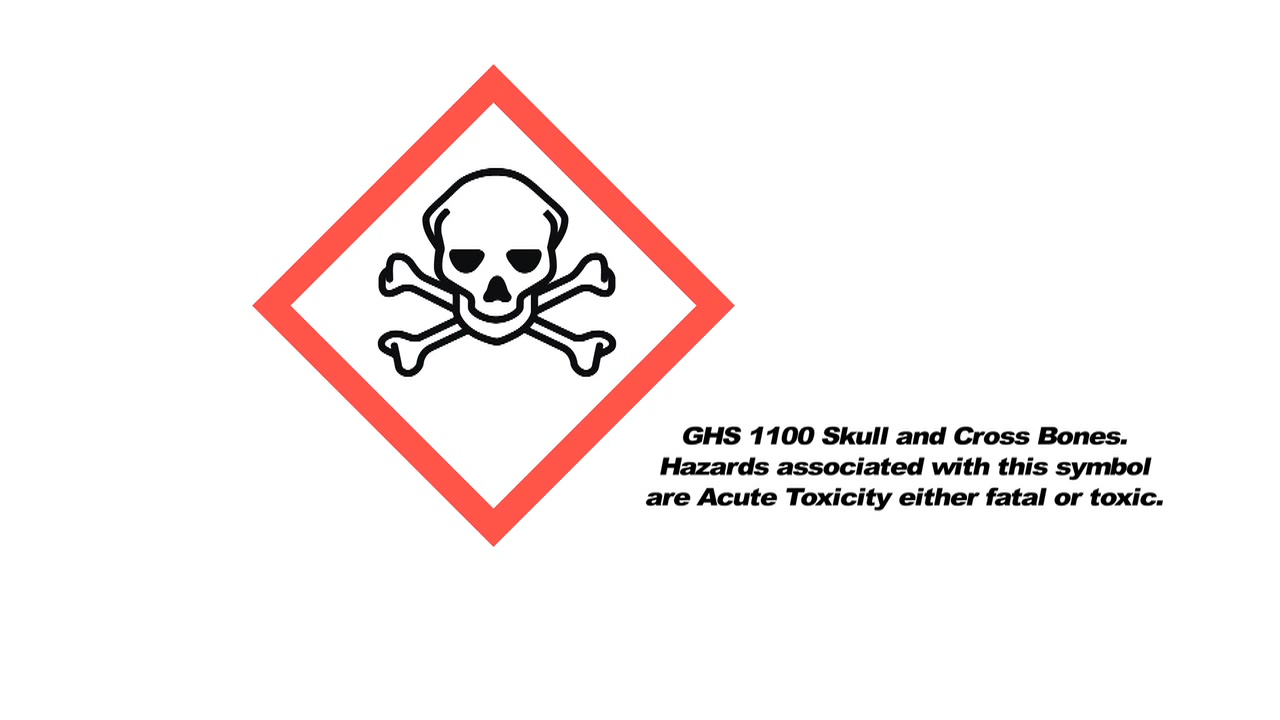 GHS 1100 Skull and Cross Bones.
Hazards associated with this symbol
are Acute Toxicity either fatal or toxic.